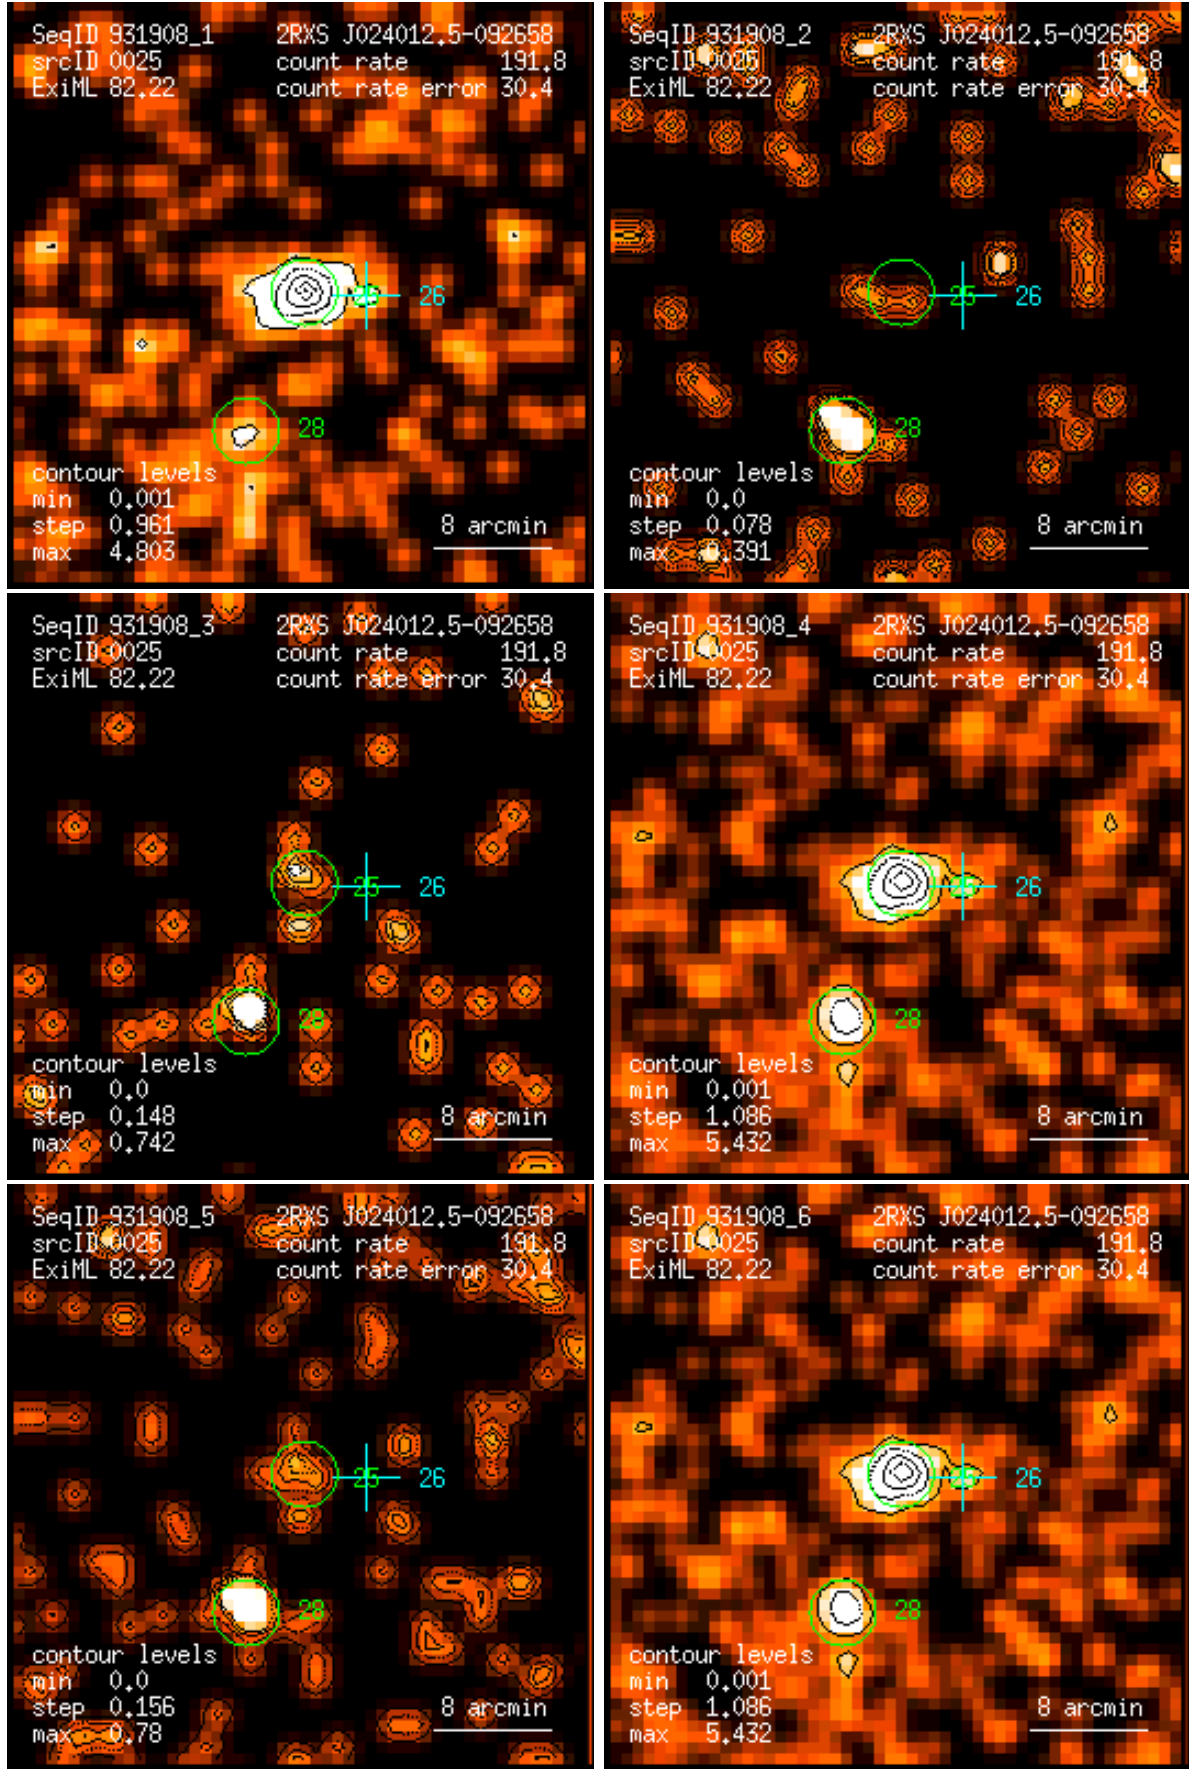 SeqID 931908_1 2RXS J024012.5-092658
srcID 0025 count rate 191.8
ExiML 82.22 count rate error 30.4
25 26
28
contour levels
min 0.001
step 0.961 8 arcmin
max 4.803
SeqID 931908_2 2RXS J024012.5-092658
srcID 0025 count rate 191.8
ExiML 82.22 count rate error 30.4
25 26
28
contour levels
min 0.0
step 0.078 8 arcmin
max 0.391
SeqID 931908_3 2RXS J024012.5-092658
srcID 0025 count rate 191.8
ExiML 82.22 count rate error 30.4
25 26
28
contour levels
min 0.0
step 0.148 8 arcmin
max 0.742
SeqID 931908_4 2RXS J024012.5-092658
srcID 0025 count rate 191.8
ExiML 82.22 count rate error 30.4
25 26
28
contour levels
min 0.001
step 1.086 8 arcmin
max 5.432
SeqID 931908_5 2RXS J024012.5-092658
srcID 0025 count rate 191.8
ExiML 82.22 count rate error 30.4
25 26
28
contour levels
min 0.0
step 0.156 8 arcmin
max 0.78
SeqID 931908_6 2RXS J024012.5-092658
srcID 0025 count rate 191.8
ExiML 82.22 count rate error 30.4
25 26
28
contour levels
min 0.001
step 1.086 8 arcmin
max 5.432